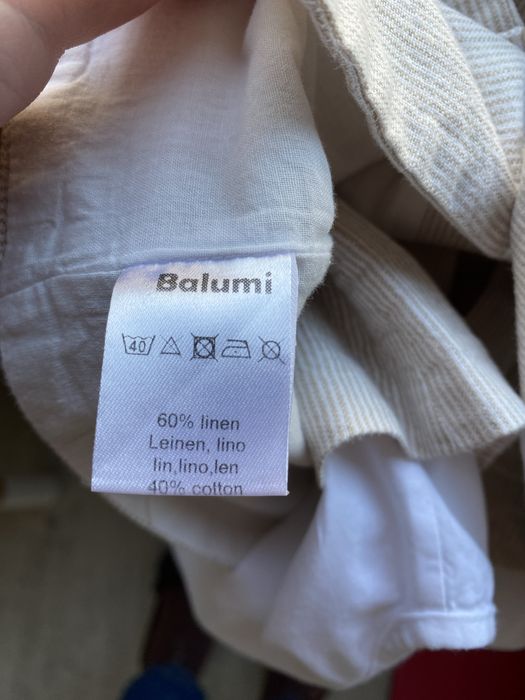 Balumi
40
60% linen
Leinen, lino
lin,lino,len
40% cotton